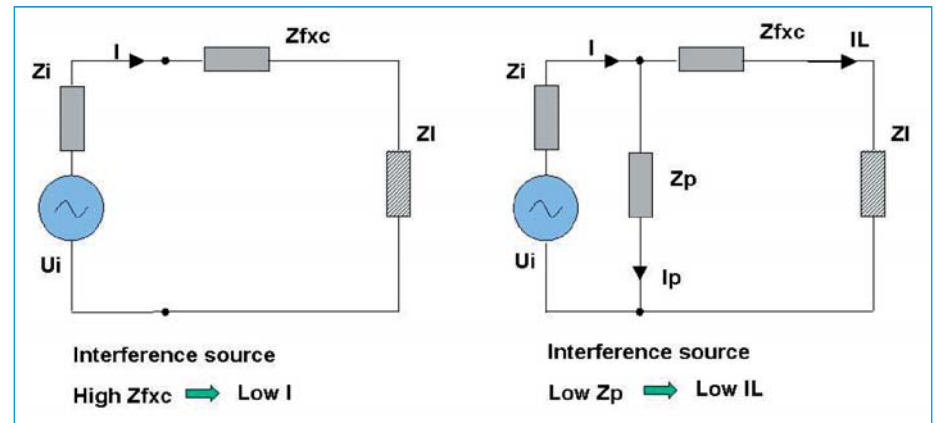 Zfxc
I
Zi
Zl
Ui
Interference source
High Zfxc Low I
Zfxc
I
IL
Zi
Zl
Zp
Ui
Ip
Interference source
Low Zp Low IL